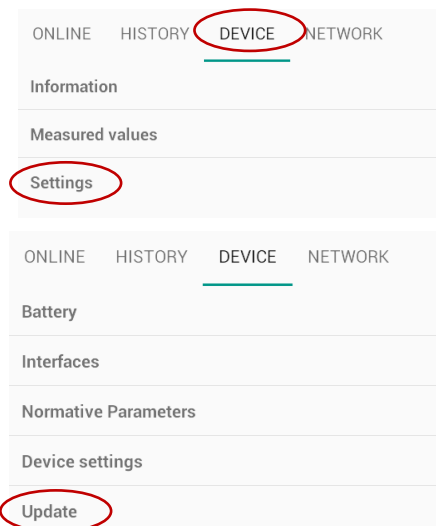 ONLINE HISTORY DEVICE NETWORK
Information
Measured values
Settings
ONLINE HISTORY DEVICE NETWORK
Battery
Interfaces
Normative Parameters
Device settings
Update